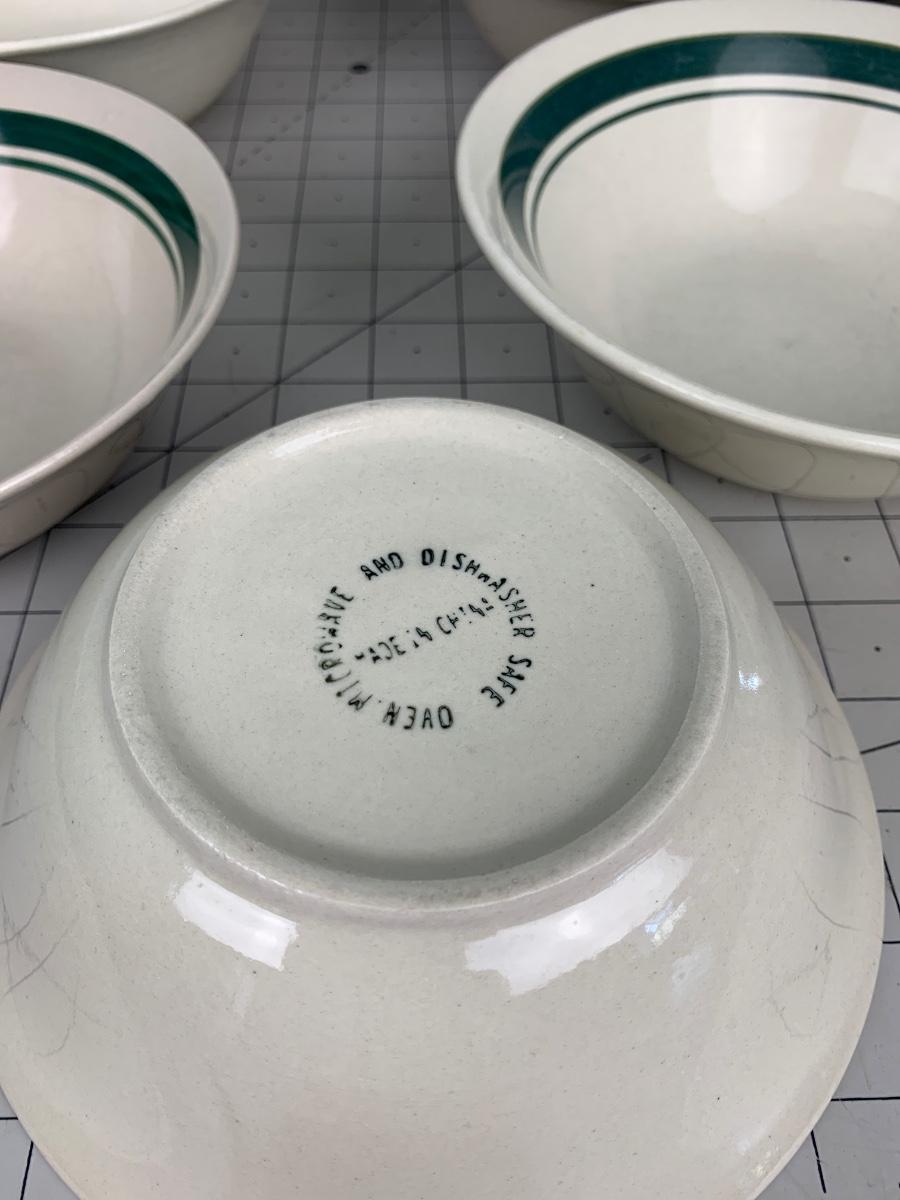 OVEN. MICROWAVE AND DISHWASHER SAFE
MADE IN CHINA